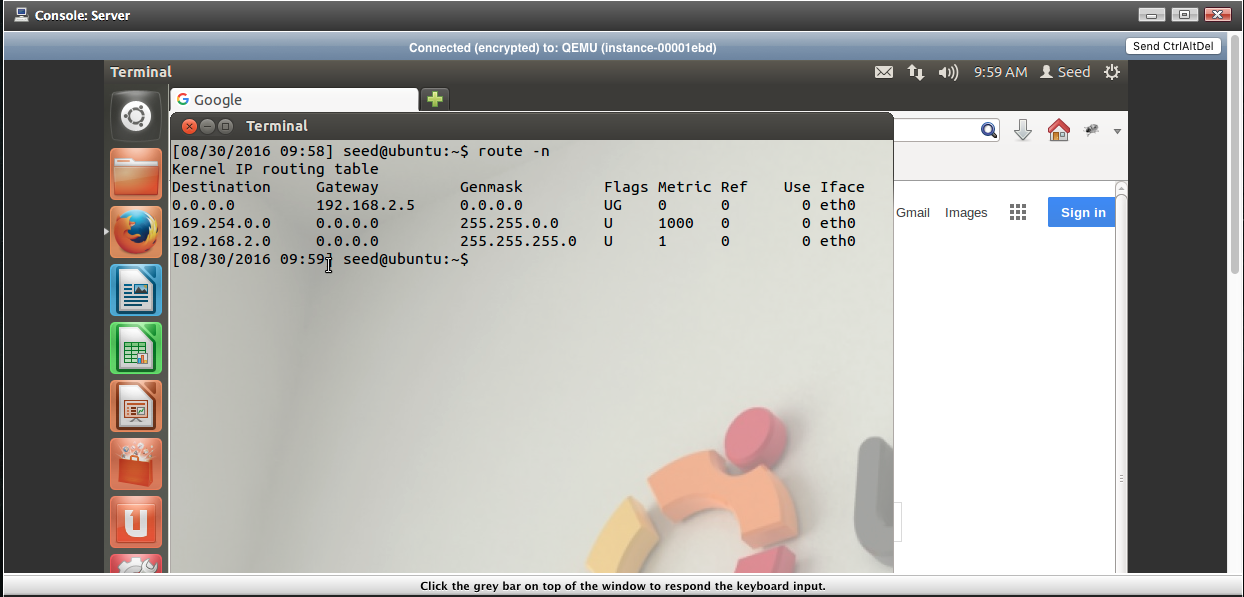 Console: Server
Connected (encrypted) to: QEMU (instance-00001ebd)
Send CtrlAltDel
Terminal
9:59 AM Seed
Google
Terminal
[08/30/2016 09:58] seed@ubuntu:~$ route -n
Kernel IP routing table
Destination Gateway Genmask Flags Metric Ref Use Iface
0.0.0.0 192.168.2.5 0.0.0.0 UG 0 0 0 eth0
169.254.0.0 0.0.0.0 255.255.0.0 U 1000 0 0 eth0
192.168.2.0 0.0.0.0 255.255.255.0 U 1 0 0 eth0
[08/30/2016 09:59] seed@ubuntu:~$
Gmail Images Sign in
Click the grey bar on top of the window to respond the keyboard input.